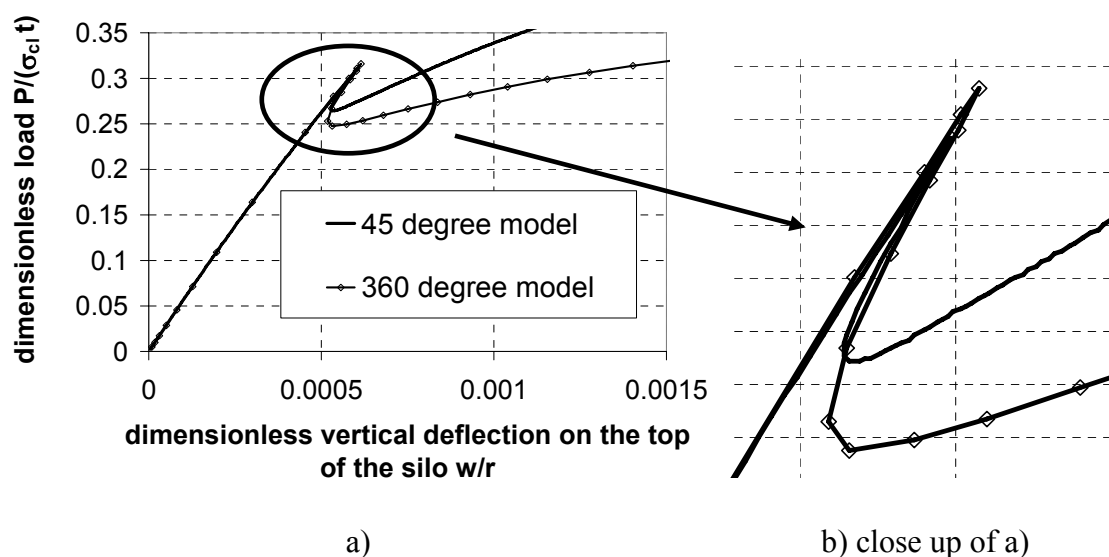 dimensionless load P/(σcl t)
0.35
0.3
0.25
0.2
0.15
0.1
0.05
0
45 degree model
360 degree model
0 0.0005 0.001 0.0015
dimensionless vertical deflection on the top
of the silo w/r
a)
b) close up of a)